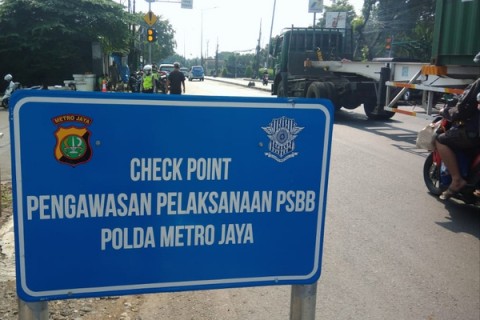 METRO JAYA
CHECK POINT
PENGAWASAN PELAKSANAAN PSBB
POLDA METRO JAYA